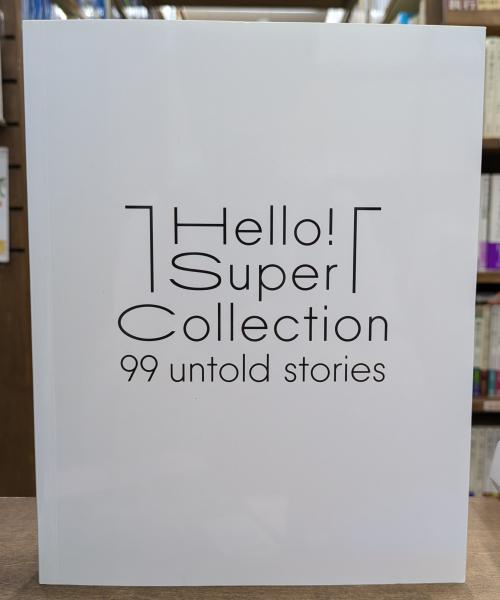 Hello!
Super
Collection
99 untold stories